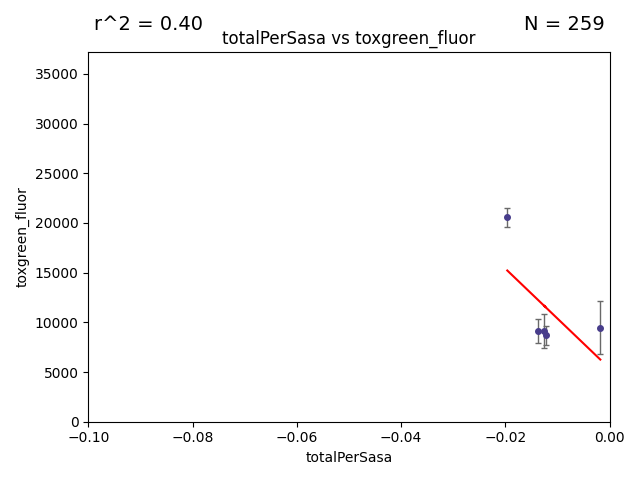 r^2 = 0.40
N = 259
totalPerSasa vs toxgreen_fluor
35000
30000
25000
20000
15000
10000
5000
0
toxgreen_fluor
−0.10
−0.08
−0.06
−0.04
−0.02
0.00
totalPerSasa